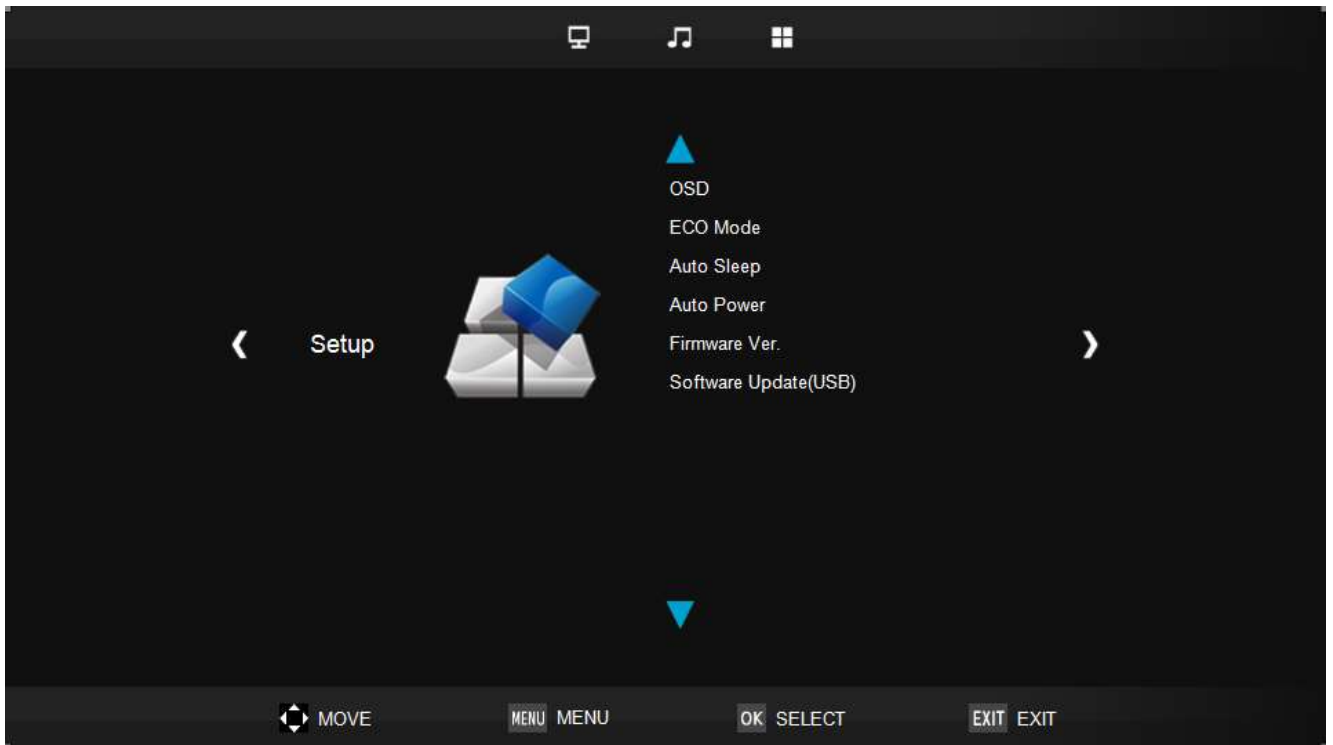 OSD
ECO Mode
Auto Sleep
Auto Power
Setup
Firmware Ver.
Software Update(USB)
MOVE
MENU MENU
OK SELECT
EXIT EXIT